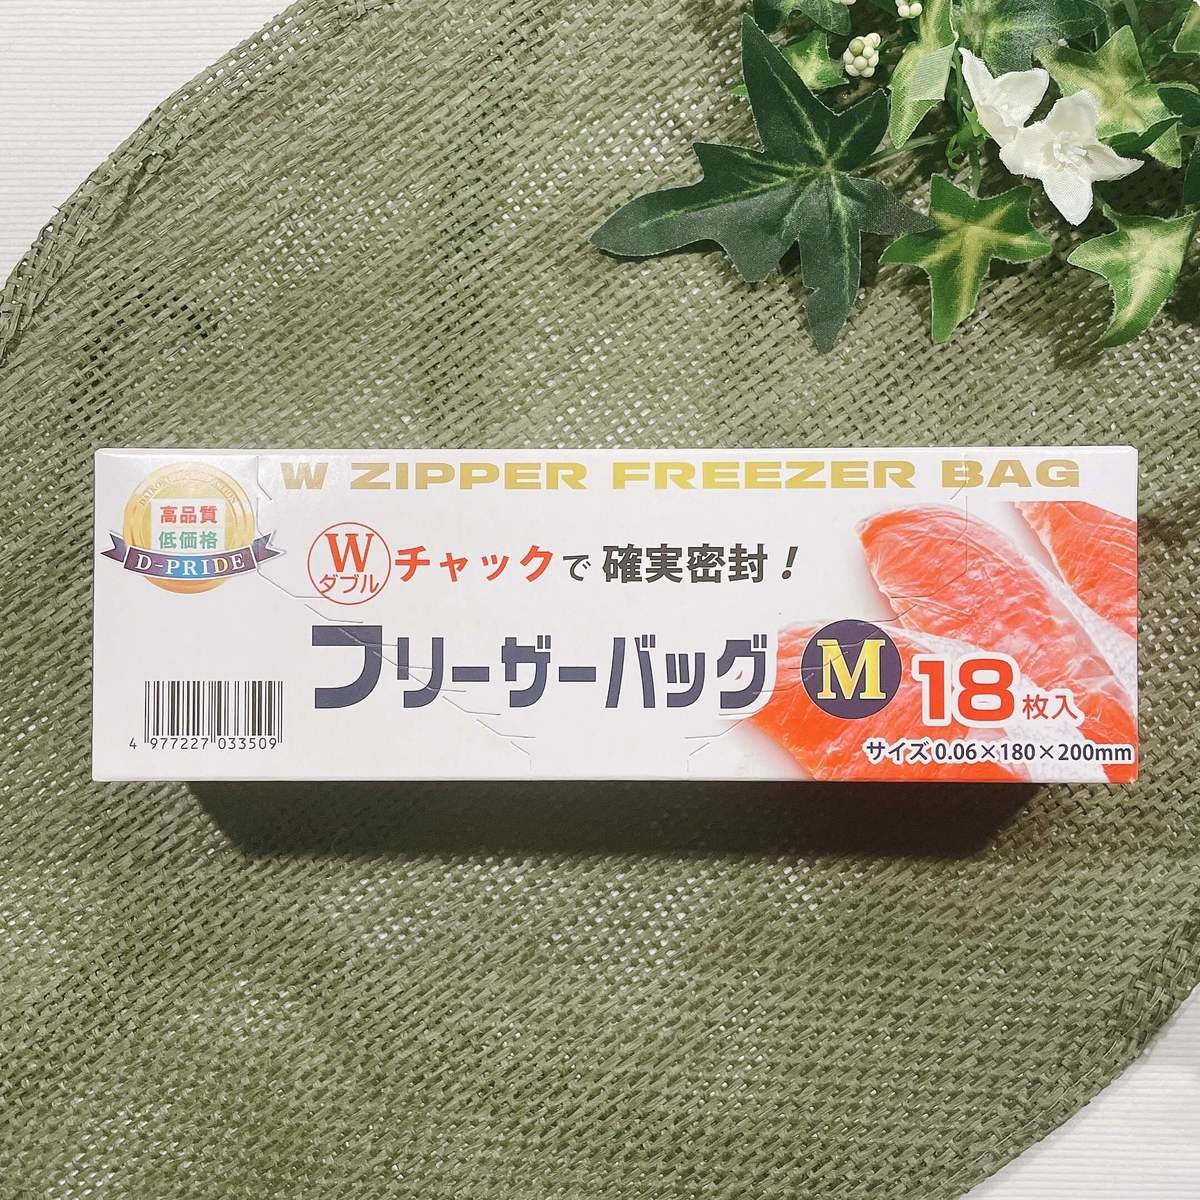 W ZIPPER FREEZER BAG
高品質
低価格
D-PRIDE
W
ダブル
チャックで 確実密封！
フリーザーバッグ M 18枚入
サイズ 0.06×180×200mm
4 977227 033509